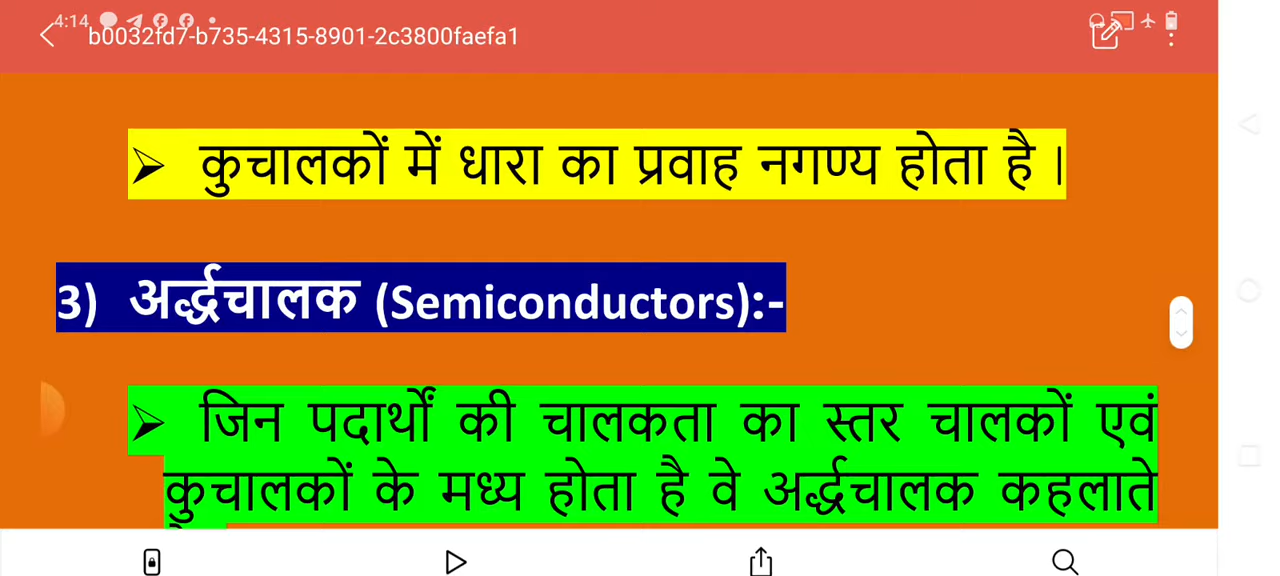 4:14
b0032fd7-b735-4315-8901-2c3800faefa1
➢ कुचालकों में धारा का प्रवाह नगण्य होता है ।
3) अर्द्धचालक (Semiconductors):-
➢ जिन पदार्थों की चालकता का स्तर चालकों एवं
कुचालकों के मध्य होता है वे अर्द्धचालक कहलाते